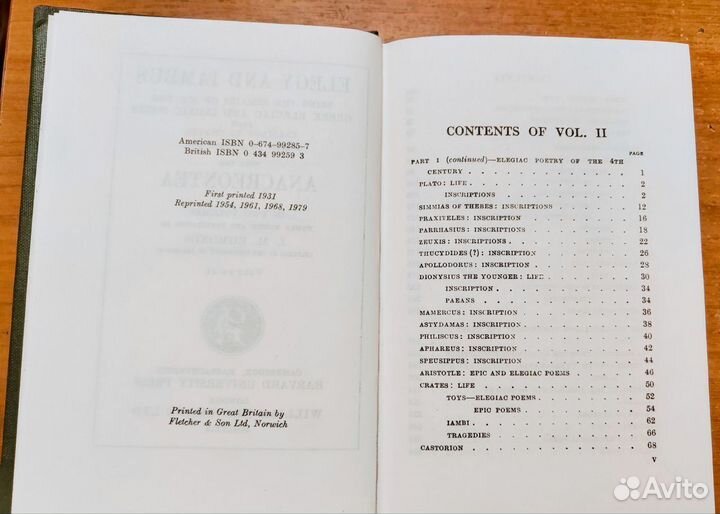 American ISBN 0-674-99285-7
British ISBN 0 434 99259 3
First printed 1931
Reprinted 1954, 1961, 1968, 1979
Printed in Great Britain by
Fletcher & Son Ltd, Norwich
CONTENTS OF VOL. II
PAGE
PART I (continued)—ELEGIAC POETRY OF THE 4TH
CENTURY . . . . . . . . . . 1
PLATO: LIFE . . . . . . . . . . 2
INSCRIPTIONS . . . . . . . . 2
SIMMIAS OF THEBES: INSCRIPTIONS . . . . 12
PRAXITELES: INSCRIPTION . . . . . . 16
PARRHASIUS: INSCRIPTIONS . . . . . . 18
ZEUXIS: INSCRIPTIONS . . . . . . . 22
THUCYDIDES (?): INSCRIPTION . . . . . 26
APOLLODORUS: INSCRIPTION . . . . . . 28
DIONYSIUS THE YOUNGER: LIFE . . . . . 30
INSCRIPTION . . . . . 34
PAEANS . . . . . . 34
MAMERCUS: INSCRIPTION . . . . . . 36
ASTYDAMAS: INSCRIPTION . . . . . . 38
PHILISCUS: INSCRIPTION . . . . . . 40
APHAREUS: INSCRIPTION . . . . . . 42
SPEUSIPPUS: INSCRIPTION . . . . . . 44
ARISTOTLE: EPIC AND ELEGIAC POEMS . . . 46
CRATES: LIFE . . . . . . . . . 50
TOYS—ELEGIAC POEMS . . . . . 52
EPIC POEMS . . . . . . 54
IAMBI . . . . . . . . . 62
TRAGEDIES . . . . . . . . 66
CASTORION . . . . . . . . . 68
v
Avito